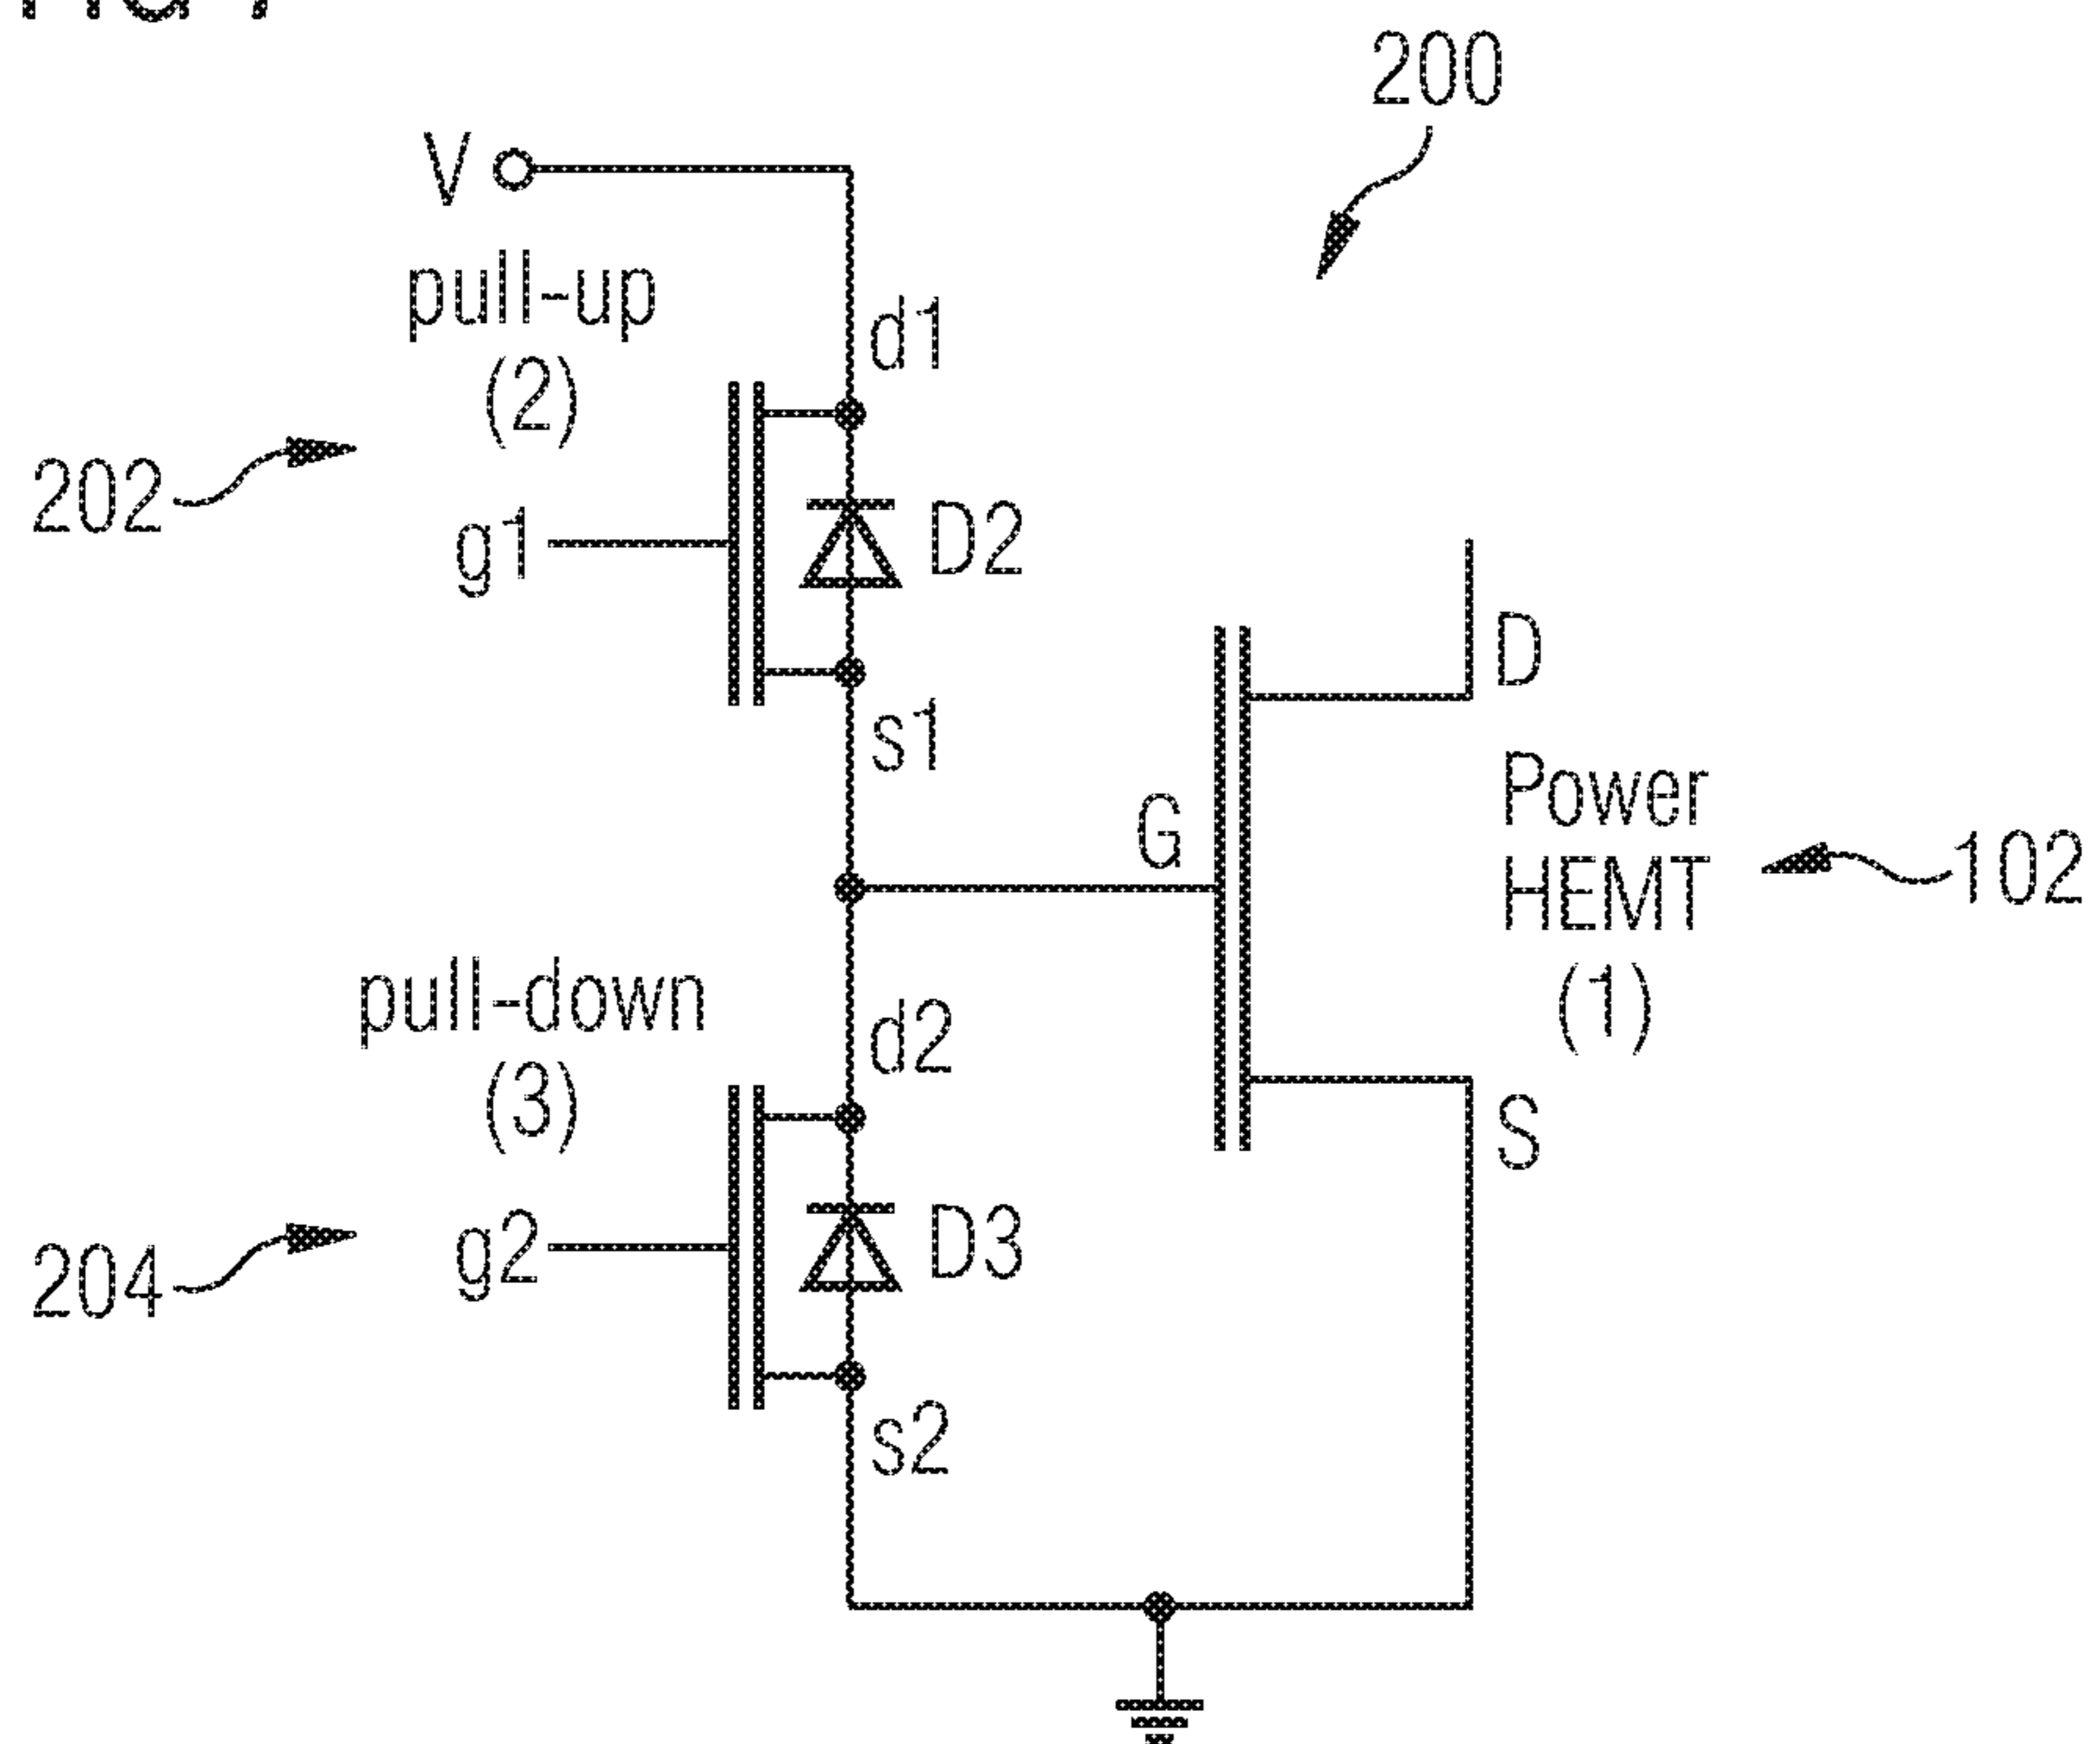 200
V
pull-up
(2)
d1
202
g1
D2
s1
D
G
Power
HEMT
(1)
102
pull-down
(3)
d2
S
204
g2
D3
s2